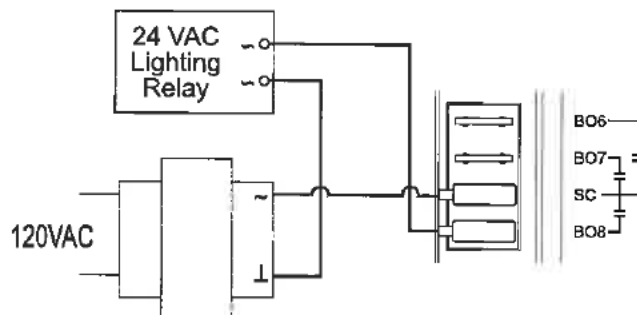 24 VAC
Lighting
Relay
~
~
120VAC
~
⊥
BO6
BO7
SC
BO8